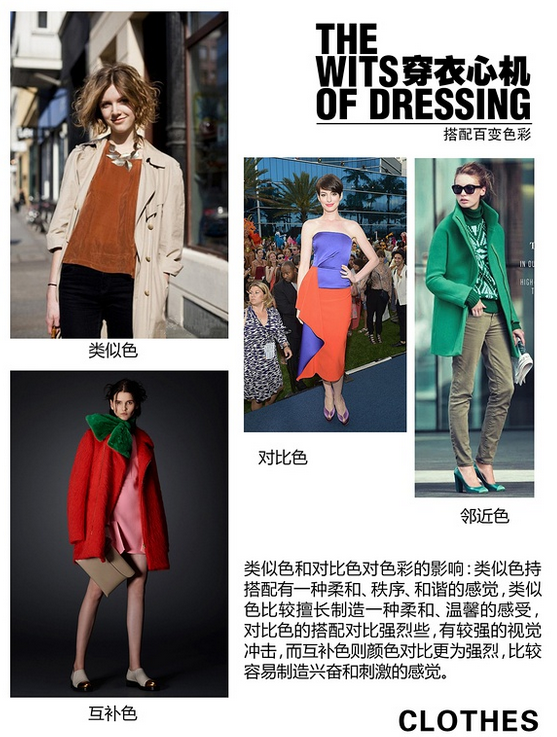 THE
WITS穿衣心机
OF DRESSING
搭配百变色彩
类似色
对比色
邻近色
互补色
类似色和对比色对色彩的影响：类似色持
搭配有一种柔和、秩序、和谐的感觉，类似
色比较擅长制造一种柔和、温馨的感受，
对比色的搭配对比强烈些，有较强的视觉
冲击，而互补色则颜色对比更为强烈，比较
容易制造兴奋和刺激的感觉。
CLOTHES